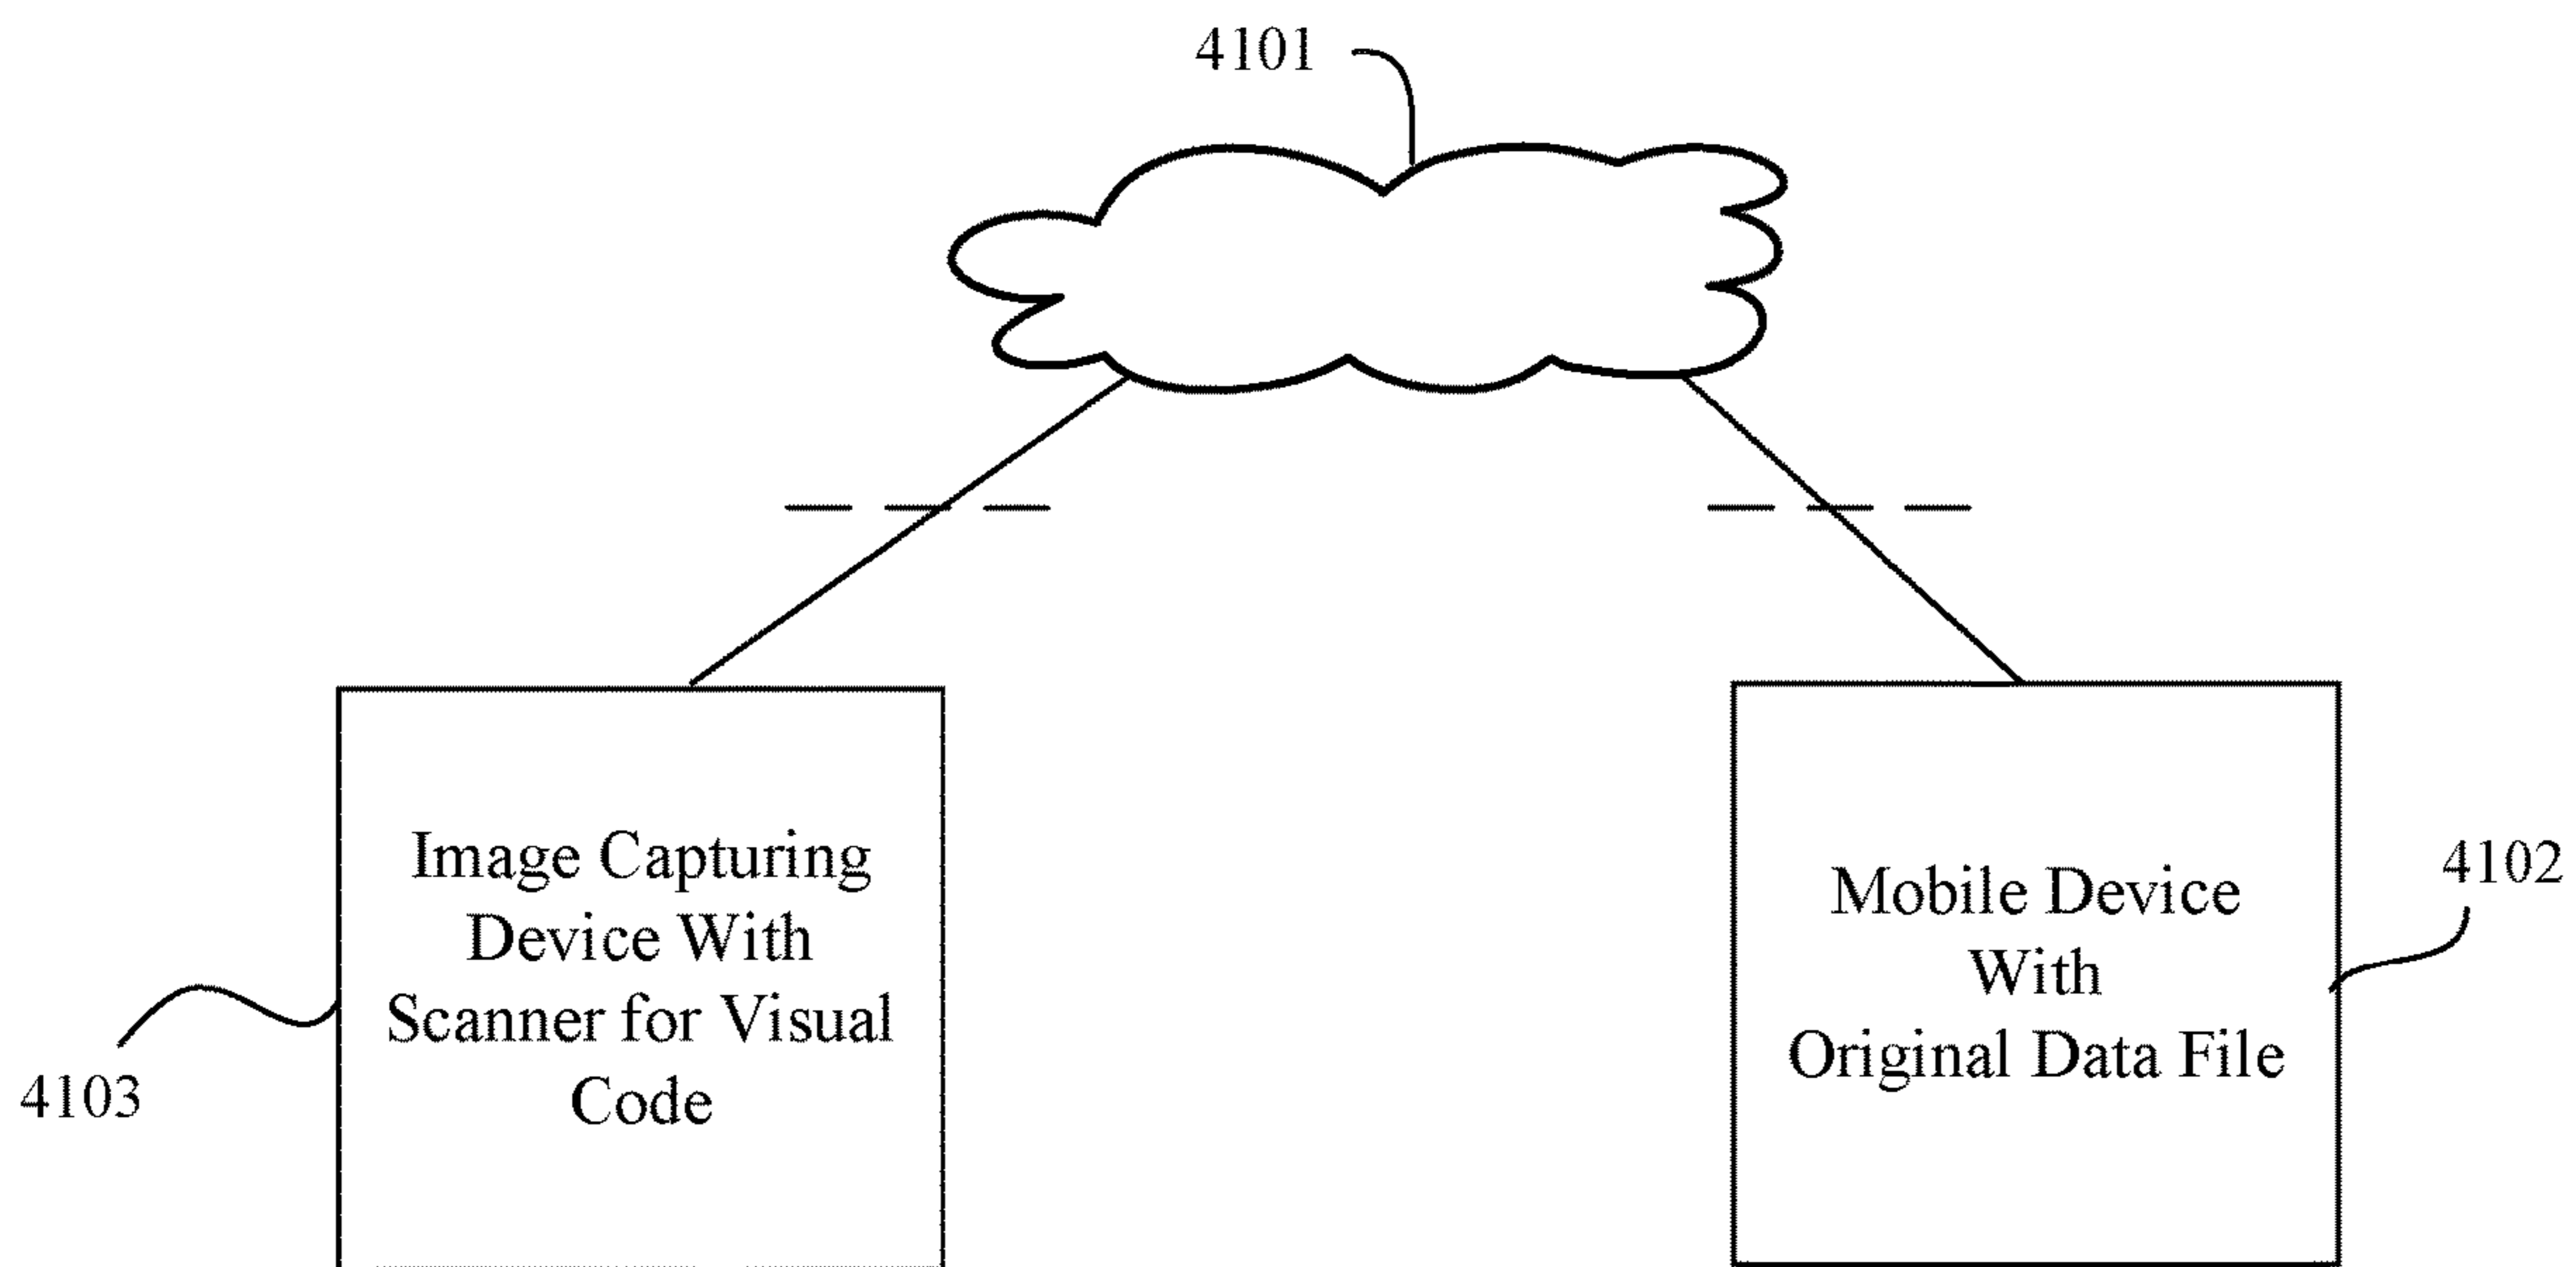 4101
Image Capturing
Device With
Scanner for Visual
Code
4103
Mobile Device
With
Original Data File
4102